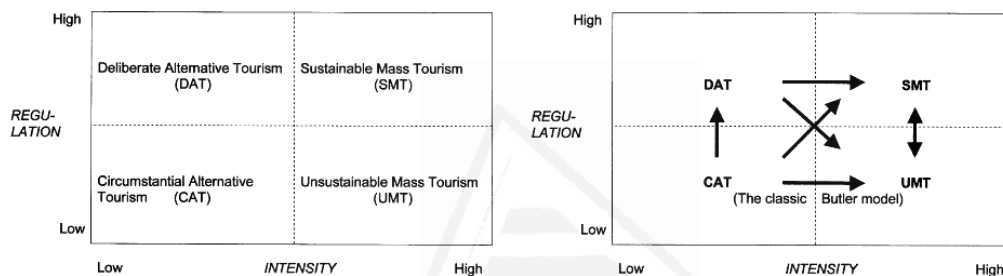 High
Deliberate Alternative Tourism
(DAT)
Sustainable Mass Tourism
(SMT)
REGU-
LATION
Circumstantial Alternative
Tourism (CAT)
Unsustainable Mass Tourism
(UMT)
Low
Low INTENSITY High
High
DAT SMT
REGU-
LATION
CAT UMT
(The classic Butler model)
Low
Low INTENSITY High